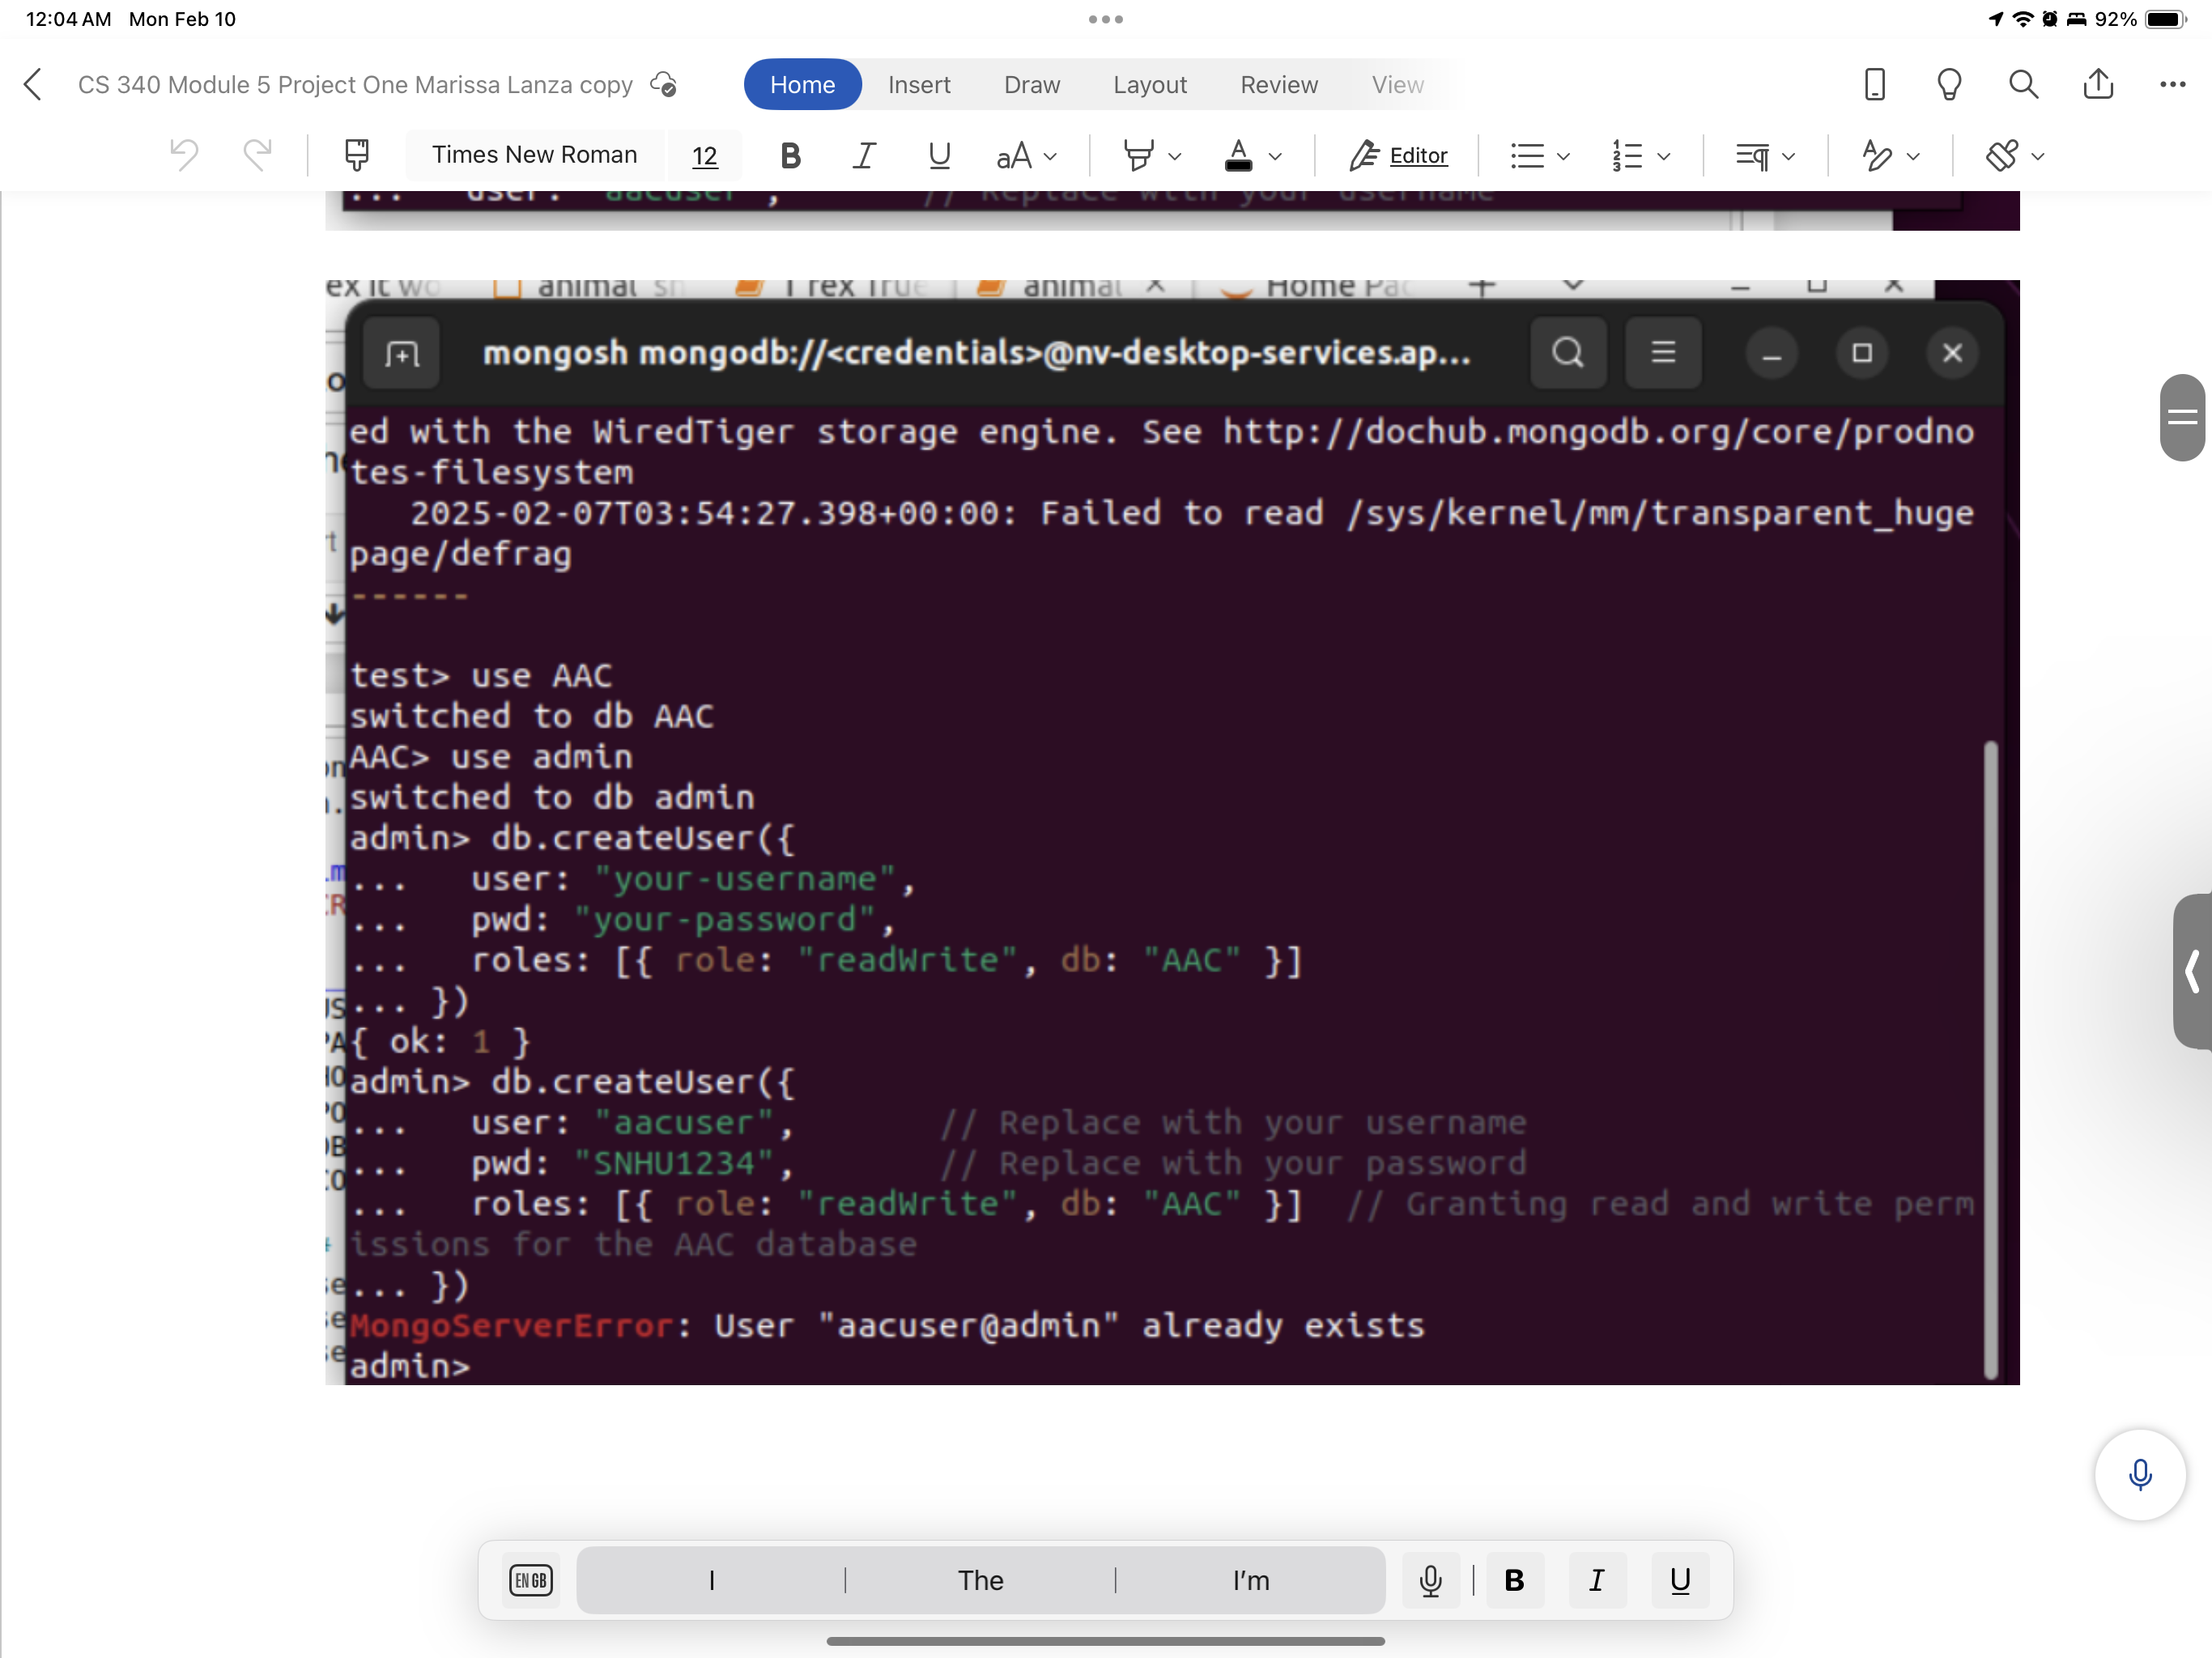 12:04 AM Mon Feb 10
92%
CS 340 Module 5 Project One Marissa Lanza copy
Home Insert Draw Layout Review View
Times New Roman 12 B I U aA A Editor
... user: "aacuser", // Replace with your username
ex it wo animal sh T rex True animal × Home Pag +
mongosh mongodb://<credentials>@nv-desktop-services.ap...
ed with the WiredTiger storage engine. See http://dochub.mongodb.org/core/prodno
tes-filesystem
2025-02-07T03:54:27.398+00:00: Failed to read /sys/kernel/mm/transparent_huge
page/defrag
------
test> use AAC
switched to db AAC
AAC> use admin
switched to db admin
admin> db.createUser({
... user: "your-username",
... pwd: "your-password",
... roles: [{ role: "readWrite", db: "AAC" }]
... })
{ ok: 1 }
admin> db.createUser({
... user: "aacuser", // Replace with your username
... pwd: "SNHU1234", // Replace with your password
... roles: [{ role: "readWrite", db: "AAC" }] // Granting read and write perm
issions for the AAC database
... })
MongoServerError: User "aacuser@admin" already exists
admin>
EN GB I The I'm B I U